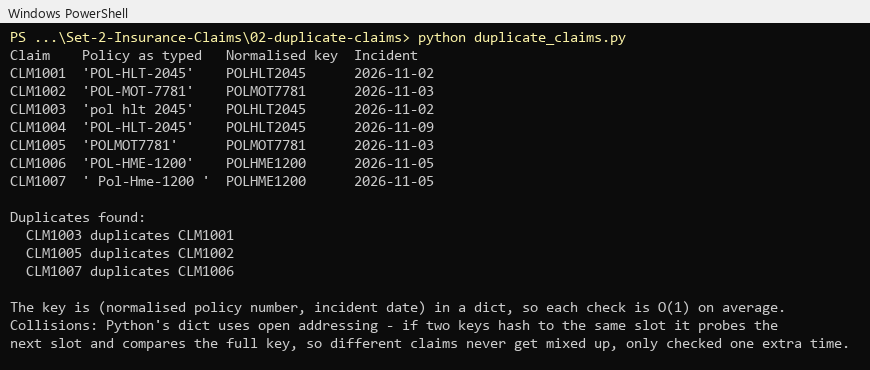 Windows PowerShell
PS ...\Set-2-Insurance-Claims\02-duplicate-claims> python duplicate_claims.py
Claim    Policy as typed   Normalised key  Incident
CLM1001  'POL-HLT-2045'    POLHLT2045      2026-11-02
CLM1002  'POL-MOT-7781'    POLMOT7781      2026-11-03
CLM1003  'pol hlt 2045'    POLHLT2045      2026-11-02
CLM1004  'POL-HLT-2045'    POLHLT2045      2026-11-09
CLM1005  'POLMOT7781'      POLMOT7781      2026-11-03
CLM1006  'POL-HME-1200'    POLHME1200      2026-11-05
CLM1007  ' Pol-Hme-1200 '  POLHME1200      2026-11-05
Duplicates found:
  CLM1003 duplicates CLM1001
  CLM1005 duplicates CLM1002
  CLM1007 duplicates CLM1006
The key is (normalised policy number, incident date) in a dict, so each check is O(1) on average.
Collisions: Python's dict uses open addressing - if two keys hash to the same slot it probes the
next slot and compares the full key, so different claims never get mixed up, only checked one extra time.